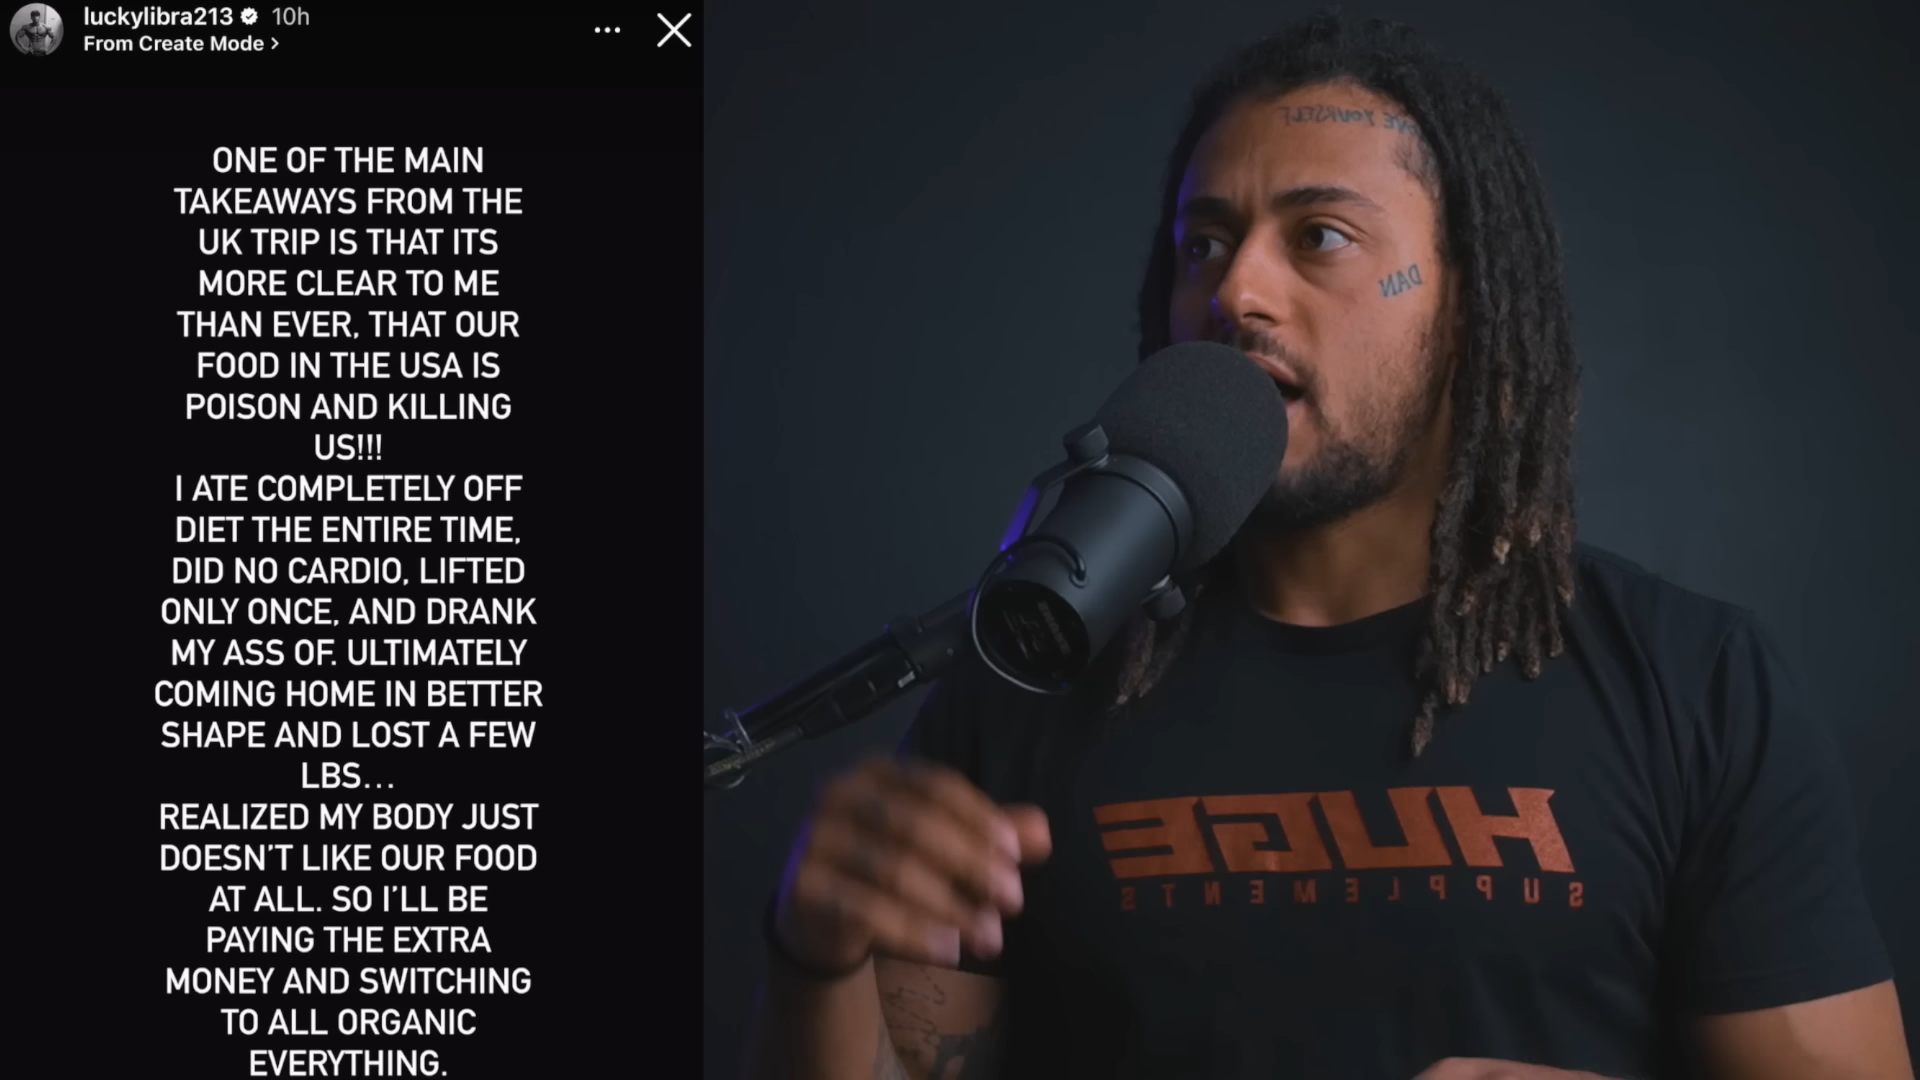 luckylibra213 10h
From Create Mode >
ONE OF THE MAIN
TAKEAWAYS FROM THE
UK TRIP IS THAT ITS
MORE CLEAR TO ME
THAN EVER, THAT OUR
FOOD IN THE USA IS
POISON AND KILLING
US!!!
I ATE COMPLETELY OFF
DIET THE ENTIRE TIME,
DID NO CARDIO, LIFTED
ONLY ONCE, AND DRANK
MY ASS OF. ULTIMATELY
COMING HOME IN BETTER
SHAPE AND LOST A FEW
LBS...
REALIZED MY BODY JUST
DOESN'T LIKE OUR FOOD
AT ALL. SO I'LL BE
PAYING THE EXTRA
MONEY AND SWITCHING
TO ALL ORGANIC
EVERYTHING.
LOVE YOURSELF
DAN
HUGE
SUPPLEMENTS